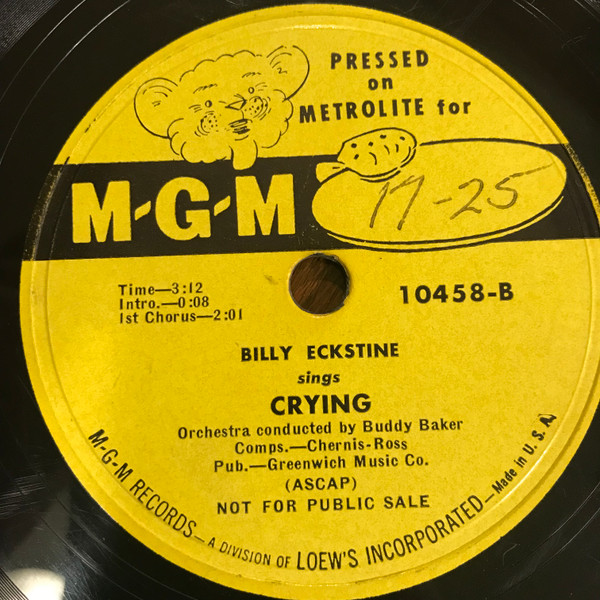 PRESSED
on
METROLITE for
M-G-M
17-25
Time—3:12
Intro.—0:08
1st Chorus—2:01
10458-B
BILLY ECKSTINE
sings
CRYING
Orchestra conducted by Buddy Baker
Comps.—Chernis-Ross
Pub.—Greenwich Music Co.
(ASCAP)
NOT FOR PUBLIC SALE
M-G-M RECORDS—A DIVISION OF LOEW'S INCORPORATED—Made in U.S.A.